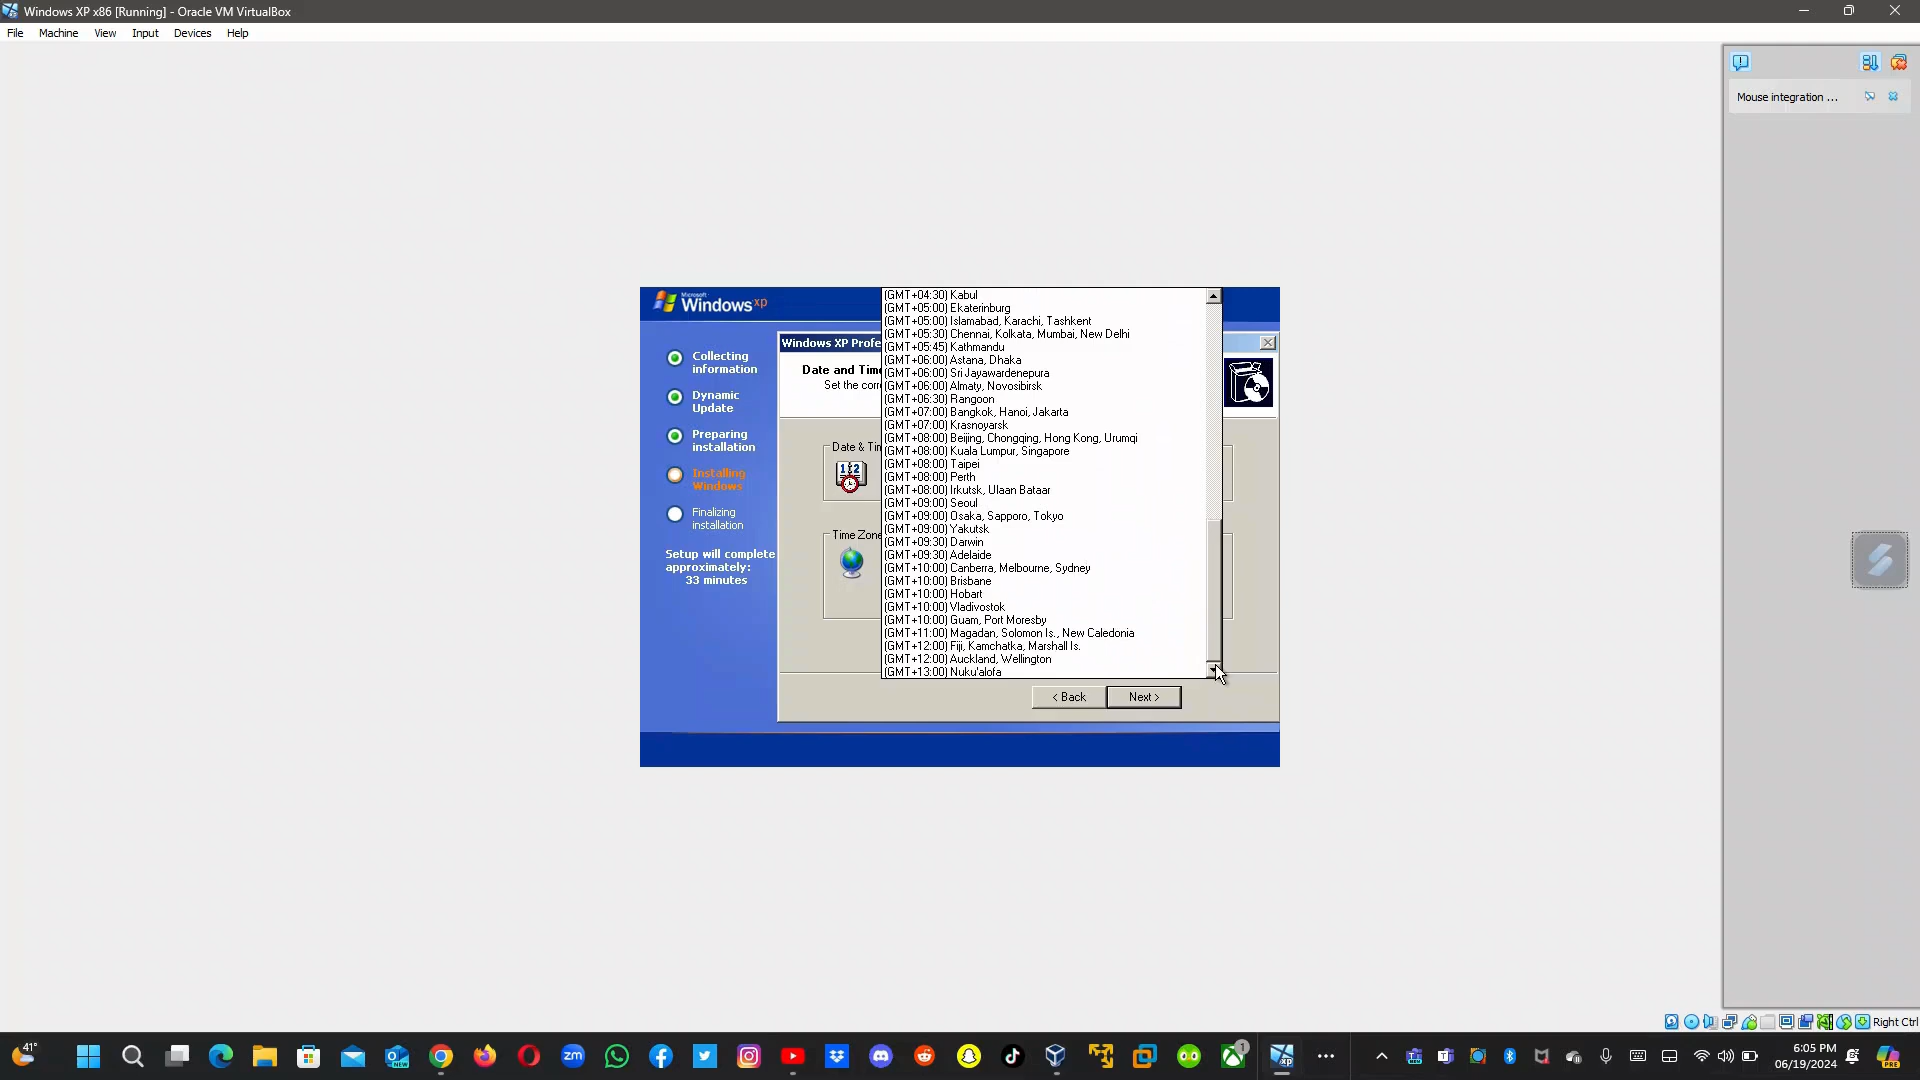 Windows XP x86 [Running] - Oracle VM VirtualBox
File Machine View Input Devices Help
Mouse integration ...
Microsoft
Windows xp
Collecting
information
Dynamic
Update
Preparing
installation
Installing
Windows
Finalizing
installation
Setup will complete
approximately:
33 minutes
Windows XP Profe
Date and Time
Set the corr
Date & Tim
Time Zone
(GMT+04:30) Kabul
(GMT+05:00) Ekaterinburg
(GMT+05:00) Islamabad, Karachi, Tashkent
(GMT+05:30) Chennai, Kolkata, Mumbai, New Delhi
(GMT+05:45) Kathmandu
(GMT+06:00) Astana, Dhaka
(GMT+06:00) Sri Jayawardenepura
(GMT+06:00) Almaty, Novosibirsk
(GMT+06:30) Rangoon
(GMT+07:00) Bangkok, Hanoi, Jakarta
(GMT+07:00) Krasnoyarsk
(GMT+08:00) Beijing, Chongqing, Hong Kong, Urumqi
(GMT+08:00) Kuala Lumpur, Singapore
(GMT+08:00) Taipei
(GMT+08:00) Perth
(GMT+08:00) Irkutsk, Ulaan Bataar
(GMT+09:00) Seoul
(GMT+09:00) Osaka, Sapporo, Tokyo
(GMT+09:00) Yakutsk
(GMT+09:30) Darwin
(GMT+09:30) Adelaide
(GMT+10:00) Canberra, Melbourne, Sydney
(GMT+10:00) Brisbane
(GMT+10:00) Hobart
(GMT+10:00) Vladivostok
(GMT+10:00) Guam, Port Moresby
(GMT+11:00) Magadan, Solomon Is., New Caledonia
(GMT+12:00) Fiji, Kamchatka, Marshall Is.
(GMT+12:00) Auckland, Wellington
(GMT+13:00) Nuku'alofa
< Back Next >
Right Ctrl
41°
zm
1
6:05 PM
06/19/2024
PRE